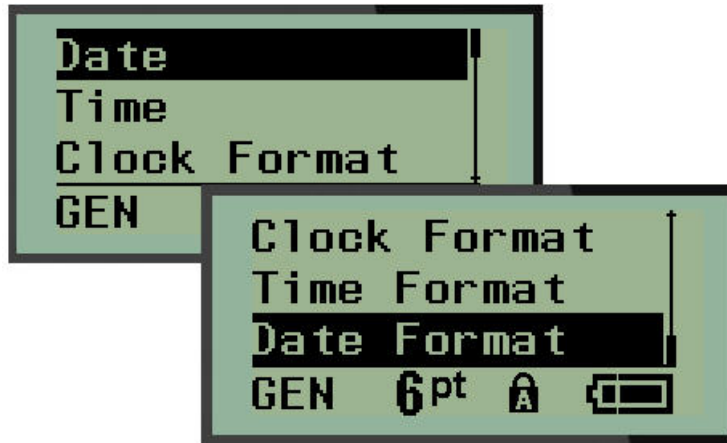 Date
Time
Clock Format
GEN
Clock Format
Time Format
Date Format
GEN 6pt A